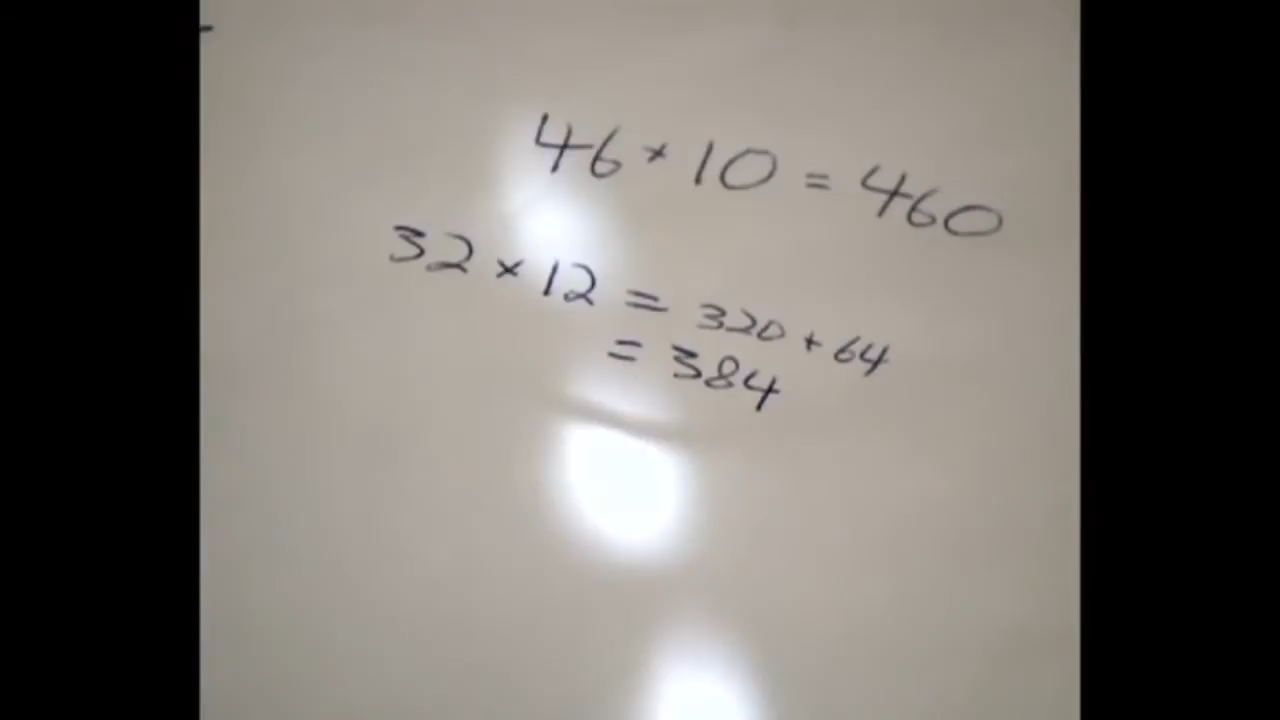 46 × 10 = 460
32 × 12 = 320 + 64
= 384